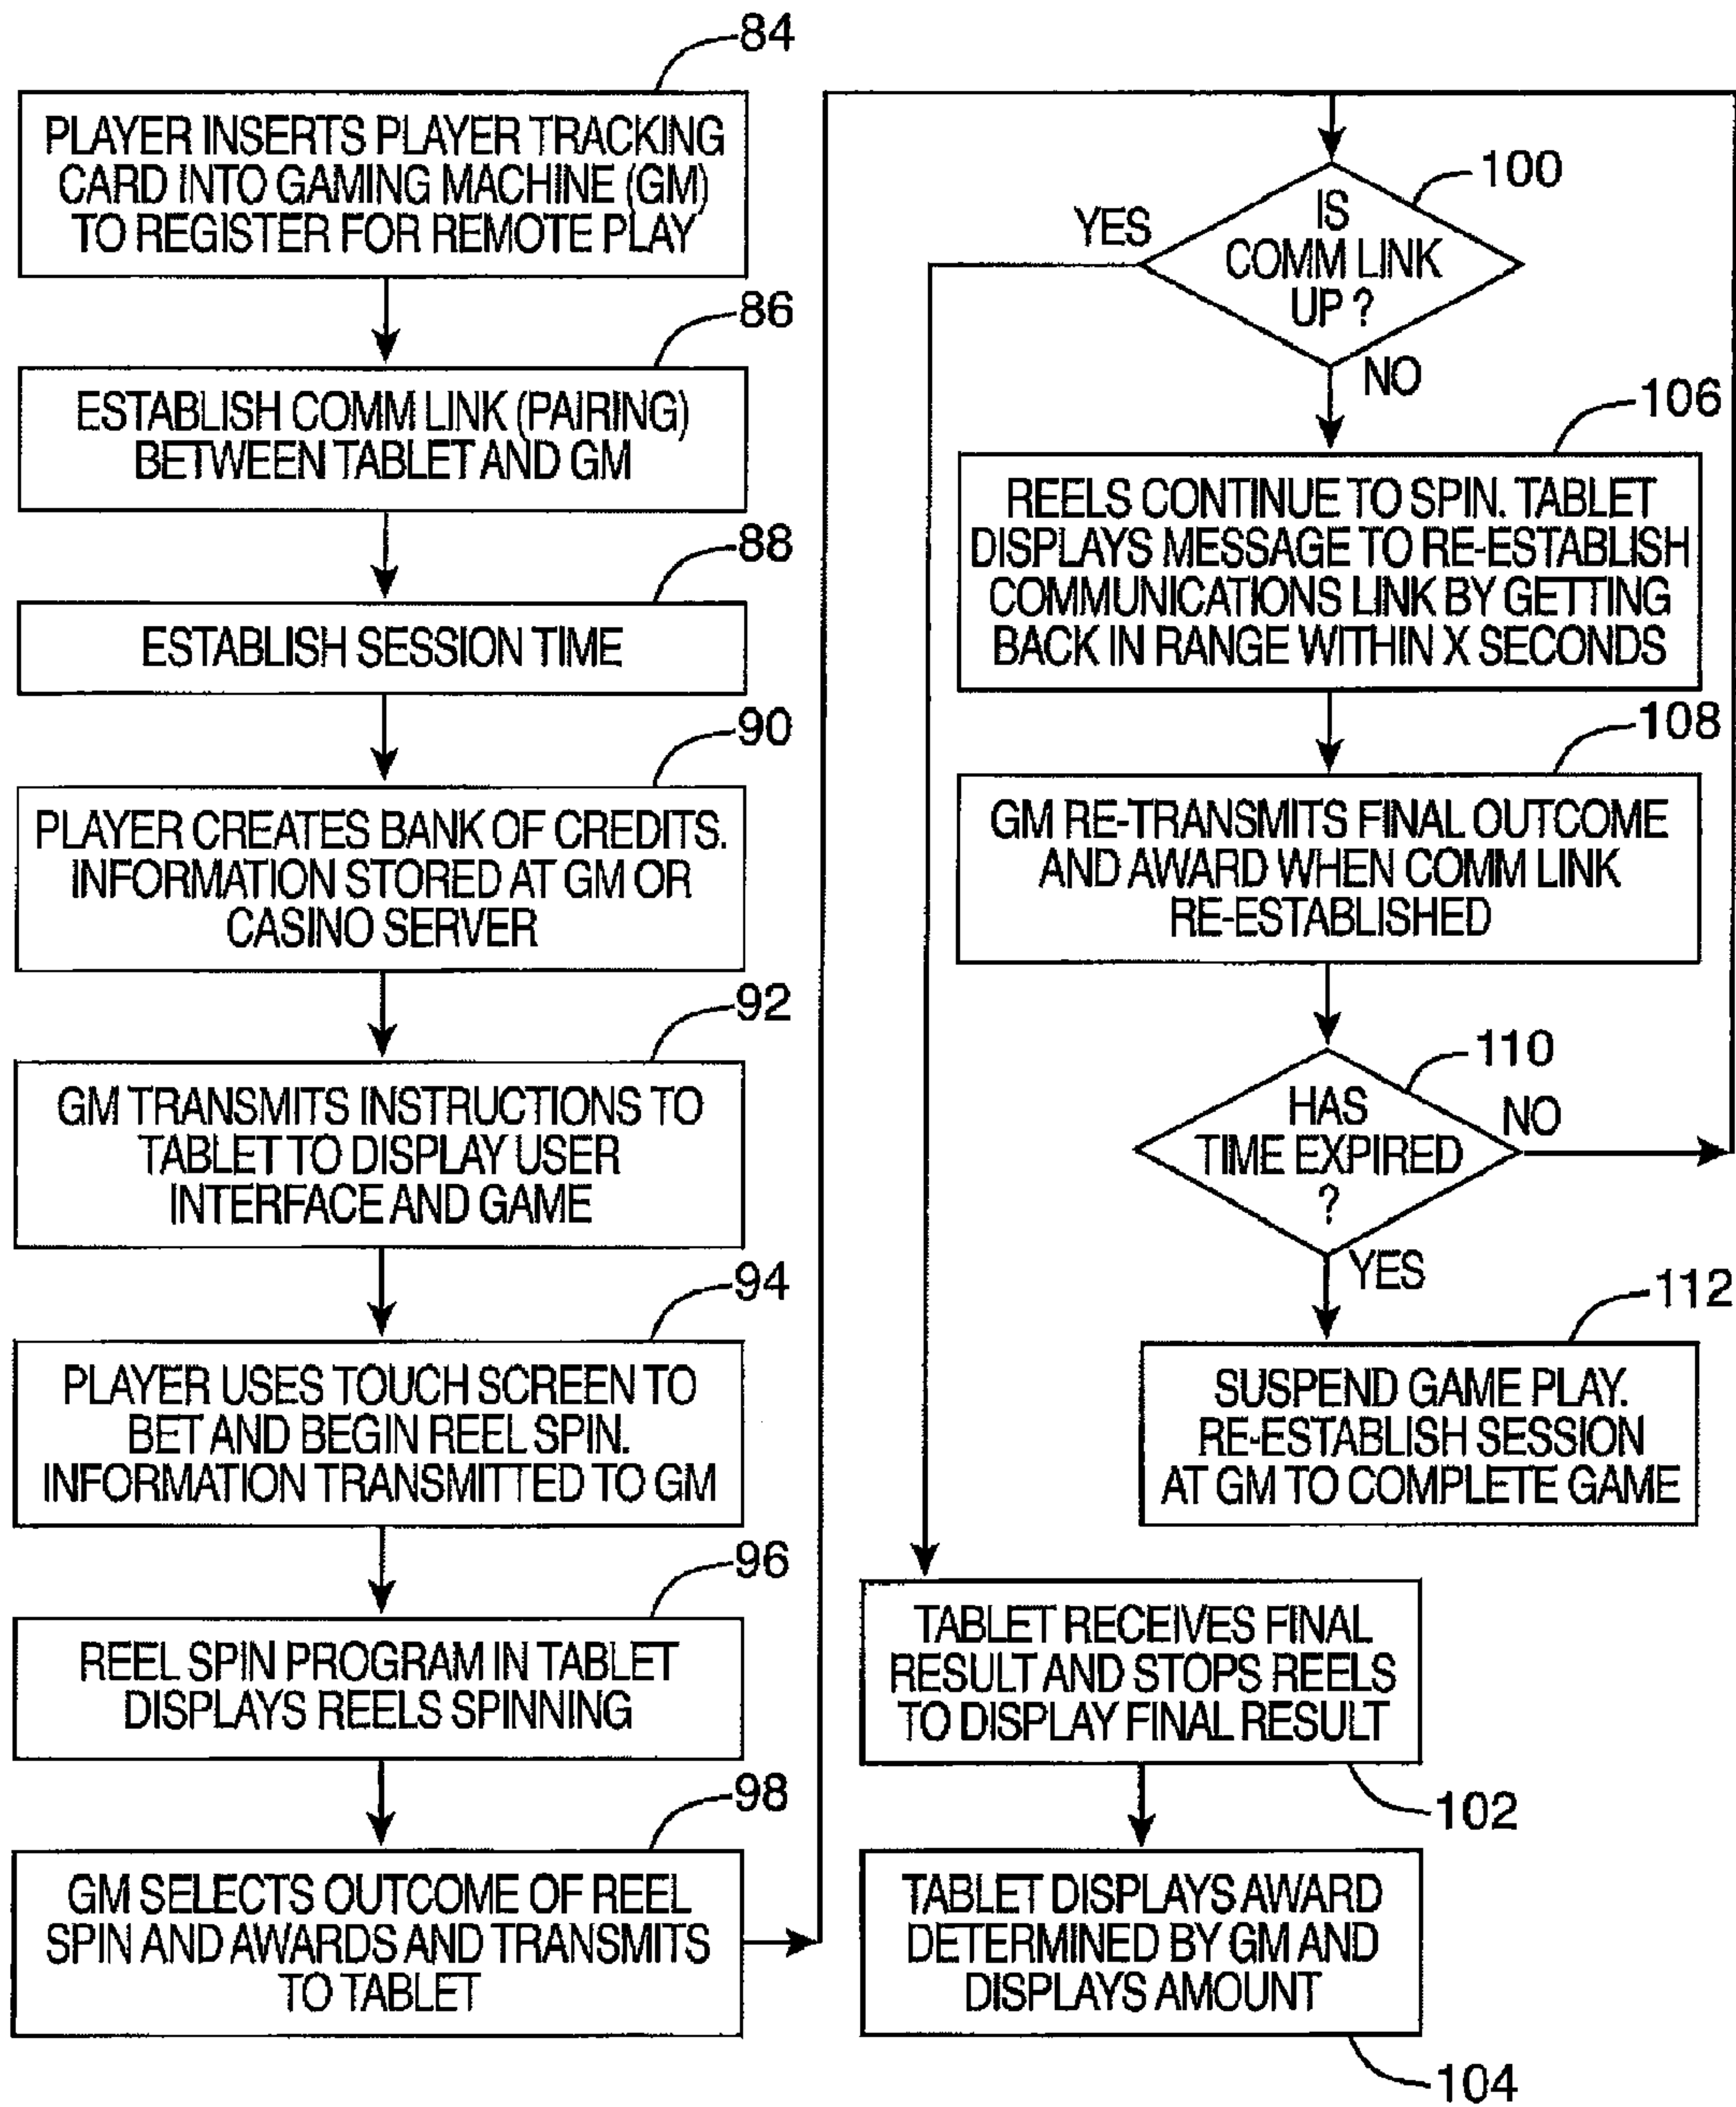 84
PLAYER INSERTS PLAYER TRACKING
CARD INTO GAMING MACHINE (GM)
TO REGISTER FOR REMOTE PLAY
86
ESTABLISH COMM LINK (PAIRING)
BETWEEN TABLET AND GM
88
ESTABLISH SESSION TIME
90
PLAYER CREATES BANK OF CREDITS.
INFORMATION STORED AT GM OR
CASINO SERVER
92
GM TRANSMITS INSTRUCTIONS TO
TABLET TO DISPLAY USER
INTERFACE AND GAME
94
PLAYER USES TOUCH SCREEN TO
BET AND BEGIN REEL SPIN.
INFORMATION TRANSMITTED TO GM
96
REEL SPIN PROGRAM IN TABLET
DISPLAYS REELS SPINNING
98
GM SELECTS OUTCOME OF REEL
SPIN AND AWARDS AND TRANSMITS
TO TABLET
100
IS
COMM LINK
UP ?
YES
NO
106
REELS CONTINUE TO SPIN. TABLET
DISPLAYS MESSAGE TO RE-ESTABLISH
COMMUNICATIONS LINK BY GETTING
BACK IN RANGE WITHIN X SECONDS
108
GM RE-TRANSMITS FINAL OUTCOME
AND AWARD WHEN COMM LINK
RE-ESTABLISHED
110
HAS
TIME EXPIRED
?
NO
YES
112
SUSPEND GAME PLAY.
RE-ESTABLISH SESSION
AT GM TO COMPLETE GAME
TABLET RECEIVES FINAL
RESULT AND STOPS REELS
TO DISPLAY FINAL RESULT
102
TABLET DISPLAYS AWARD
DETERMINED BY GM AND
DISPLAYS AMOUNT
104